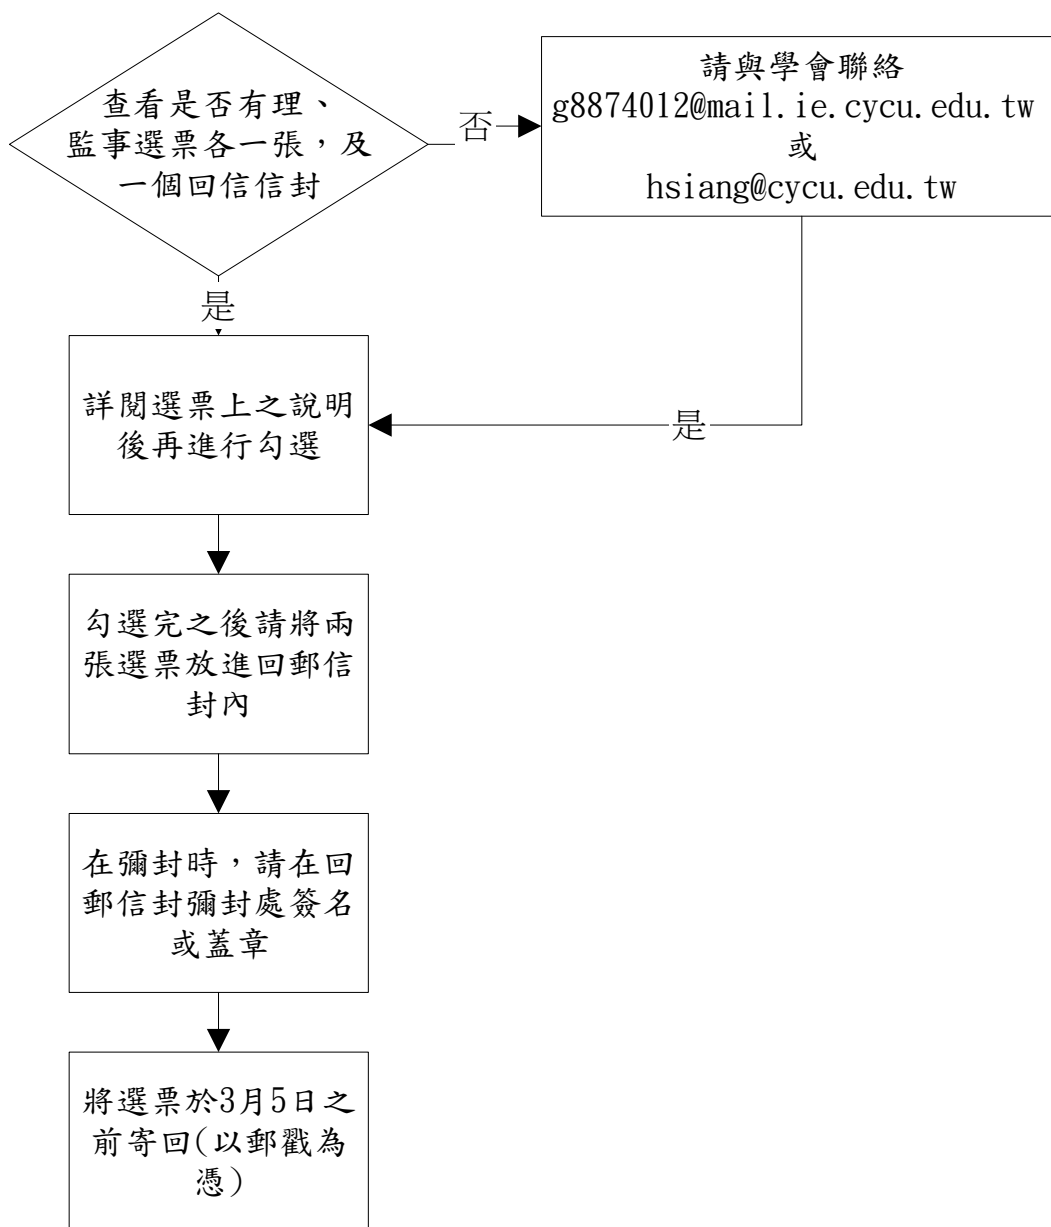 查看是否有理、
監事選票各一張，及
一個回信信封
否
請與學會聯絡
g8874012@mail.ie.cycu.edu.tw
或
hsiang@cycu.edu.tw
是
詳閱選票上之說明
後再進行勾選
是
勾選完之後請將兩
張選票放進回郵信
封內
在彌封時，請在回
郵信封彌封處簽名
或蓋章
將選票於3月5日之
前寄回(以郵戳為
憑)